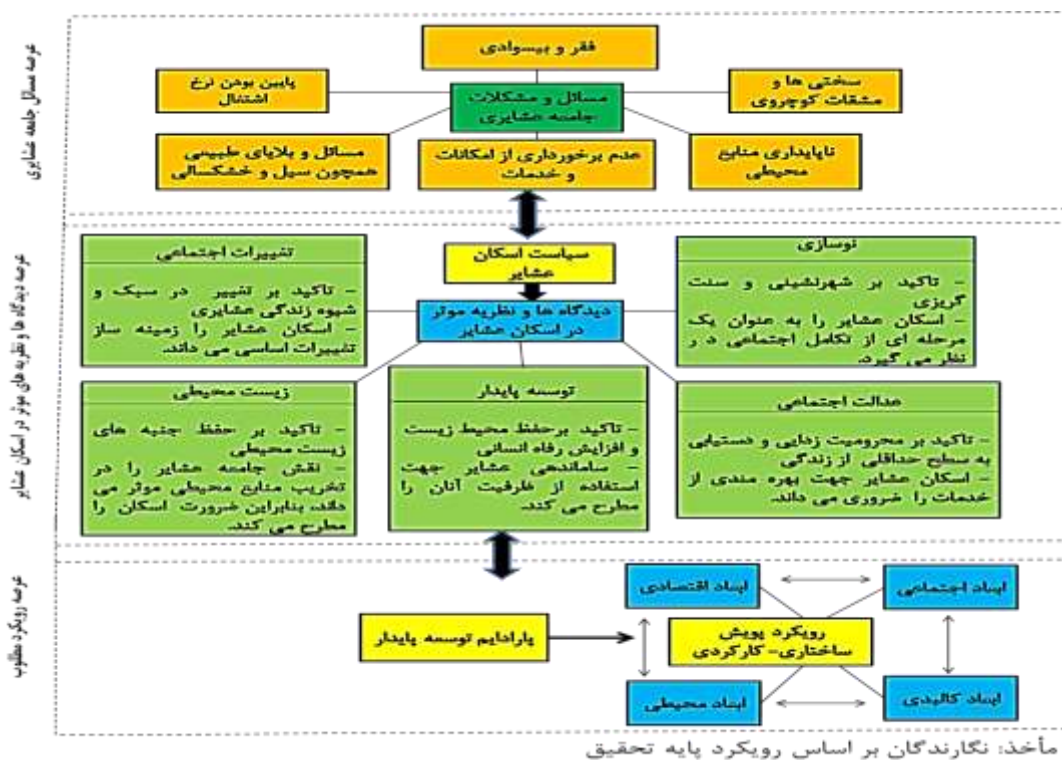 عرصه مسائل جامعه عشایری
فقر و بیسوادی
سختی ها و
مشقات کوچروی
پایین بودن نرخ
اشتغال
مسائل و مشکلات
جامعه عشایری
ناپایداری منابع
محیطی
عدم برخورداری از امکانات
و خدمات
مسائل و بلایای طبیعی
همچون سیل و خشکسالی
عرصه دیدگاه ها و نظریه های موثر در اسکان عشایر
سیاست اسکان
عشایر
دیدگاه ها و نظریه موثر
در اسکان عشایر
نوسازی
– تاکید بر شهرنشینی و سنت
گریزی
– اسکان عشایر را به عنوان یک
مرحله ای از تکامل اجتماعی د ر
نظر می گیرد.
تغییرات اجتماعی
– تاکید بر تغییر در سبک و
شیوه زندگی عشایری
– اسکان عشایر را زمینه ساز
تغییرات اساسی می داند.
عدالت اجتماعی
– تاکید بر محرومیت زدایی و دستیابی
به سطح حداقلی از زندگی
– اسکان عشایر جهت بهره مندی از
خدمات را ضروری می داند.
توسعه پایدار
– تاکید برحفظ محیط زیست
و افزایش رفاه انسانی
– ساماندهی عشایر جهت
استفاده از ظرفیت آنان را
مطرح می کند.
زیست محیطی
– تاکید بر حفظ جنبه های
زیست محیطی
– نقش جامعه عشایر را در
تخریب منابع محیطی موثر می
داند، بنابراین ضرورت اسکان را
مطرح می کند.
عرصه رویکرد مطلوب
ابعاد اجتماعی
ابعاد اقتصادی
رویکرد پویش
ساختاری- کارکردی
پارادایم توسعه پایدار
ابعاد کالبدی
ابعاد محیطی
مأخذ: نگارندگان بر اساس رویکرد پایه تحقیق